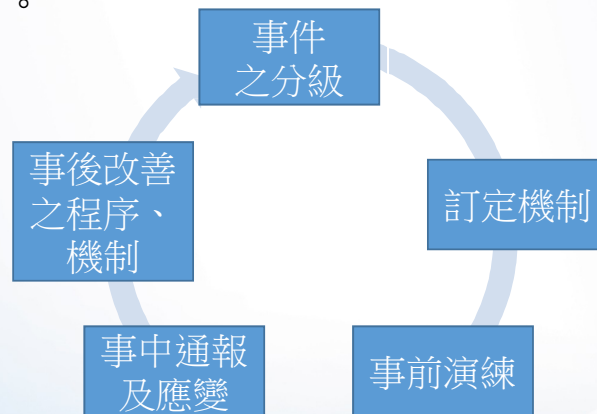 。
事件
之分級
訂定機制
事前演練
事中通報
及應變
事後改善
之程序、
機制